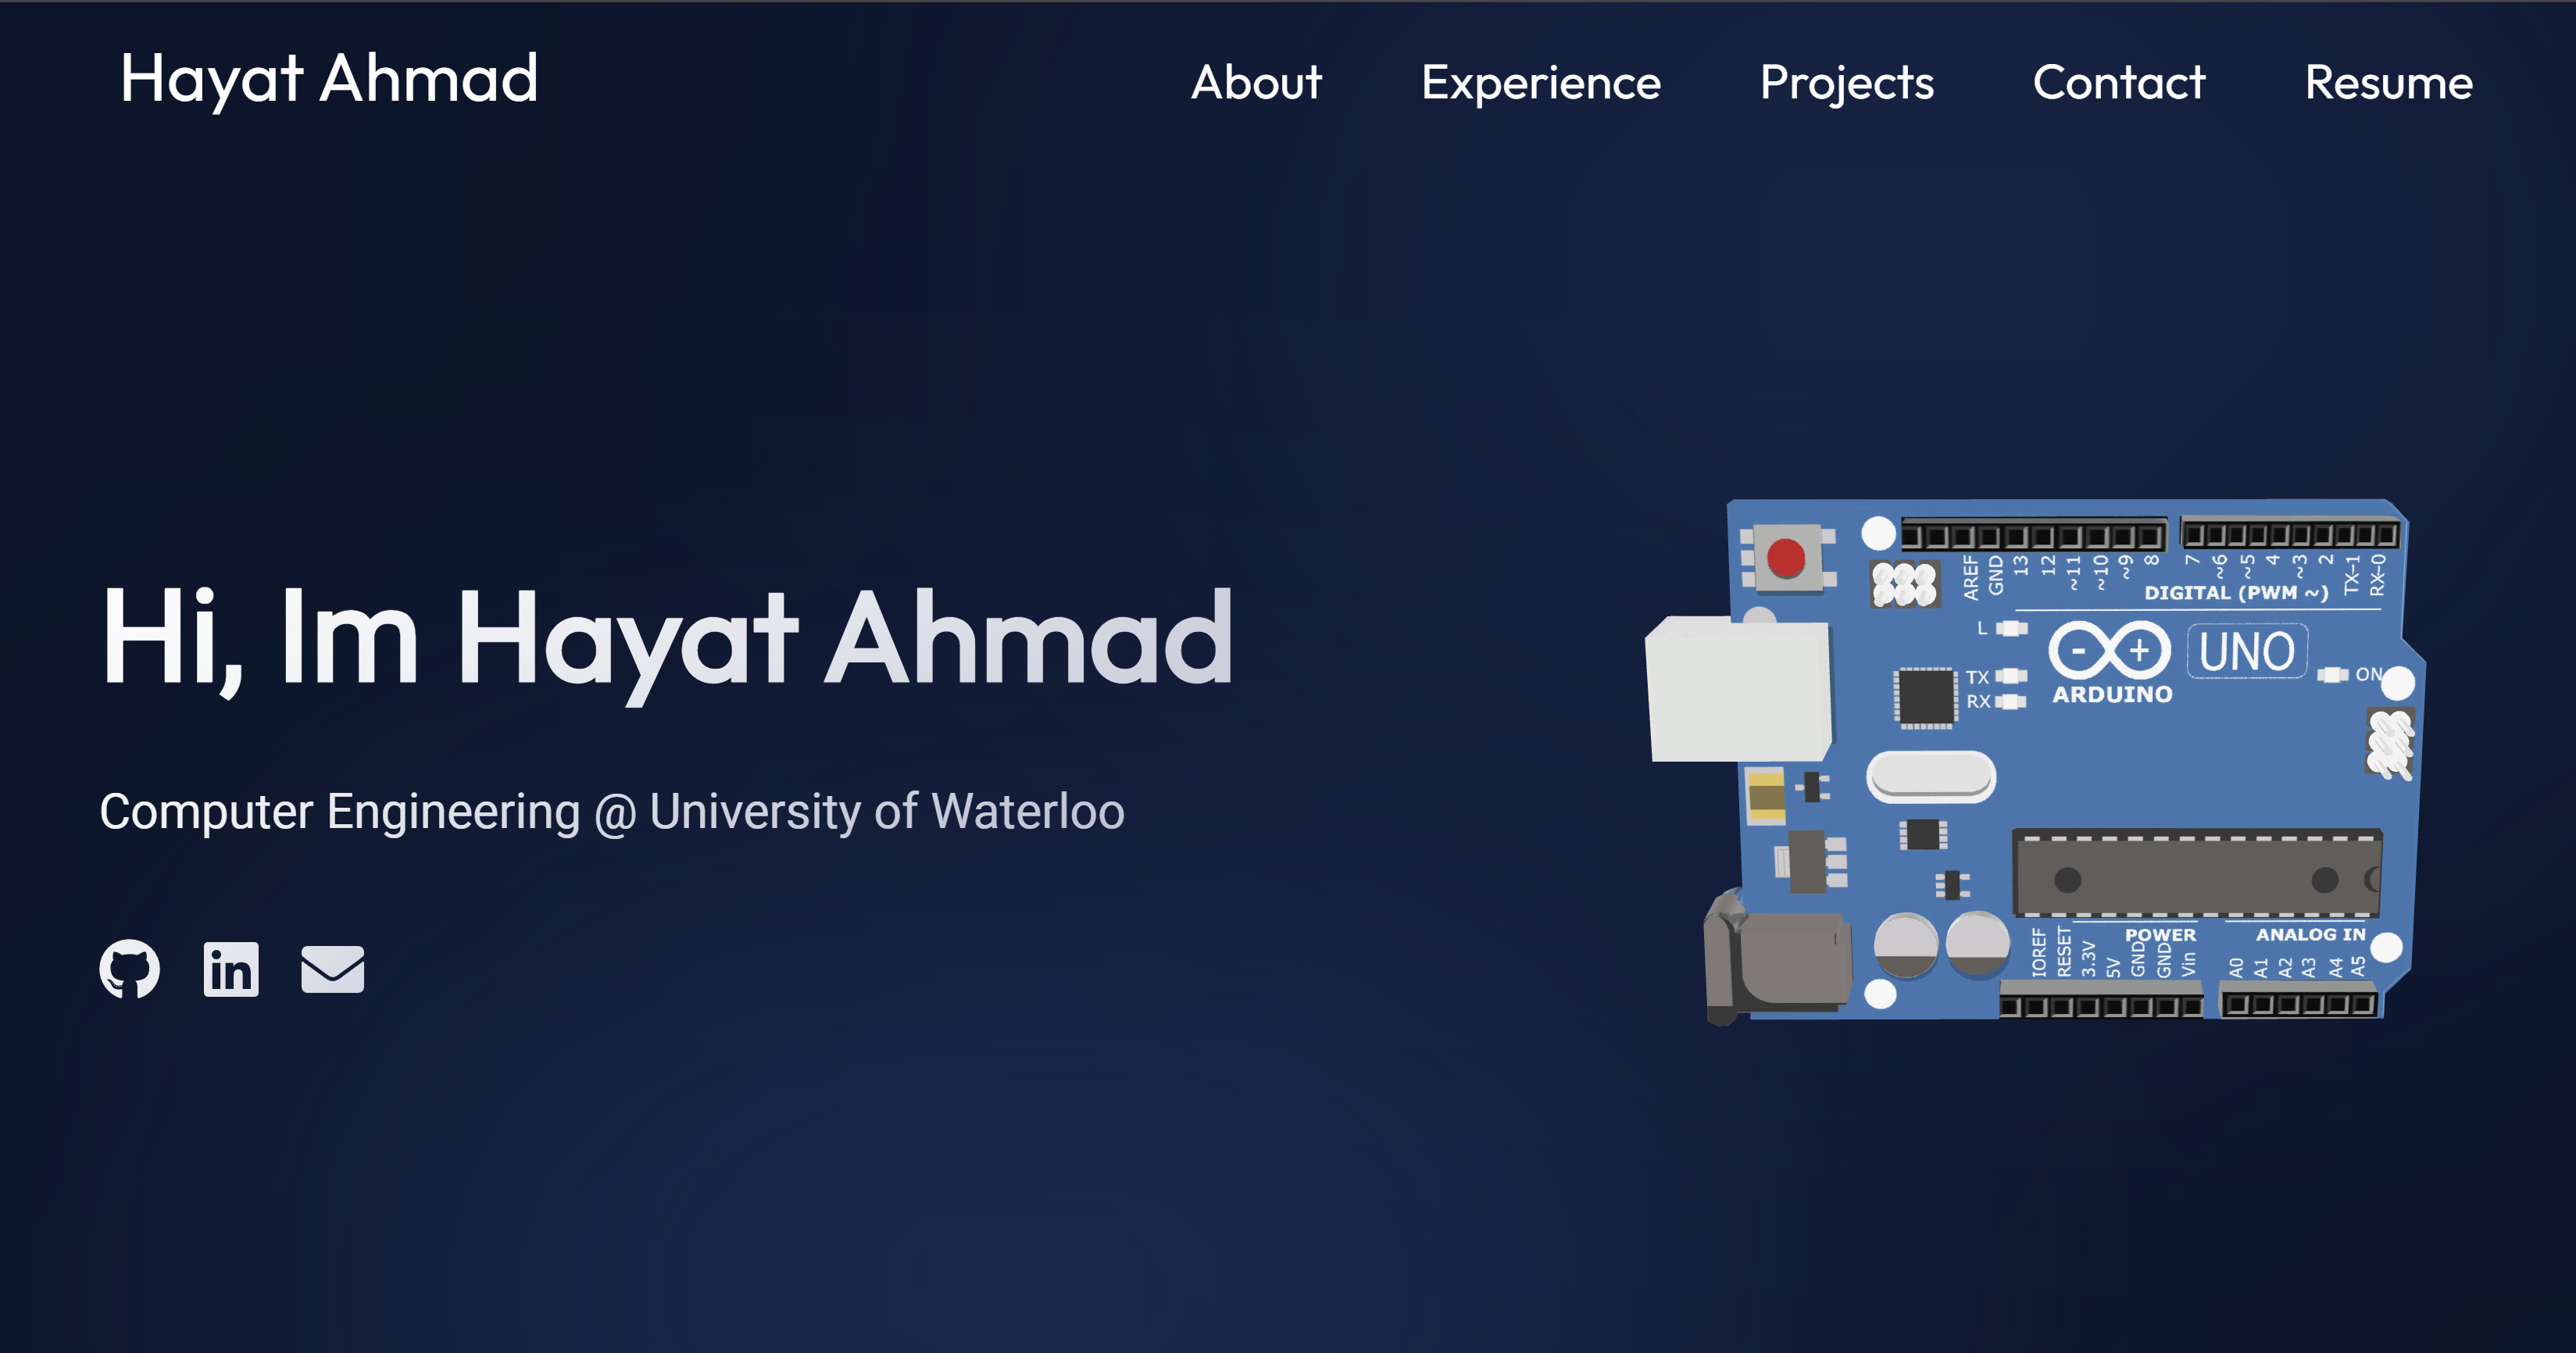 Hayat Ahmad
About Experience Projects Contact Resume
Hi, Im Hayat Ahmad
Computer Engineering @ University of Waterloo
in
AREF GND 13 12 ~11 ~10 ~9 8 7 ~6 ~5 4 ~3 2 TX-1 RX-0
DIGITAL (PWM ~)
L
TX
RX
- +
ARDUINO
UNO
ON
POWER
ANALOG IN
IOREF RESET 3.3V 5V GND GND Vin A0 A1 A2 A3 A4 A5